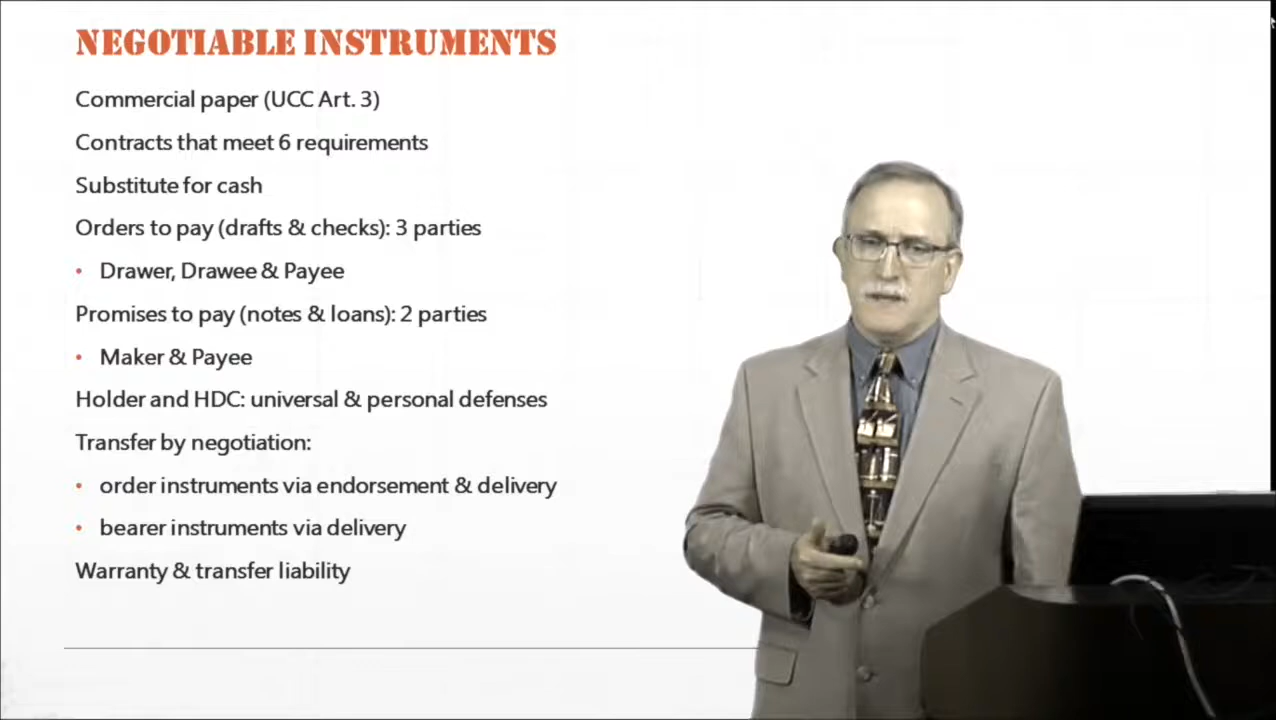 NEGOTIABLE INSTRUMENTS
Commercial paper (UCC Art. 3)
Contracts that meet 6 requirements
Substitute for cash
Orders to pay (drafts & checks): 3 parties
• Drawer, Drawee & Payee
Promises to pay (notes & loans): 2 parties
• Maker & Payee
Holder and HDC: universal & personal defenses
Transfer by negotiation:
• order instruments via endorsement & delivery
• bearer instruments via delivery
Warranty & transfer liability